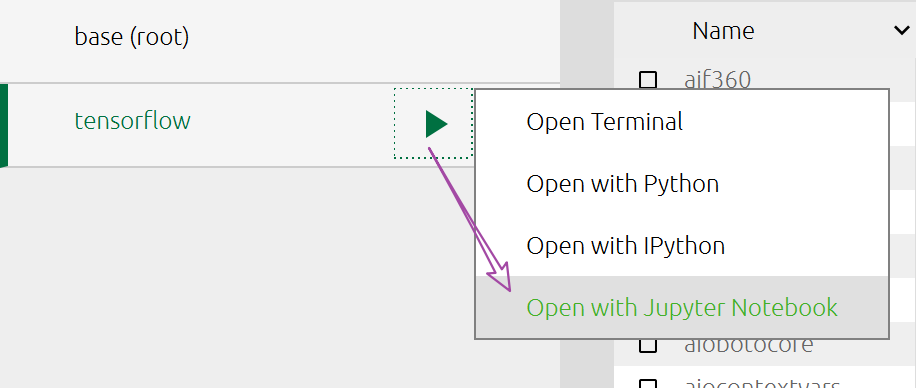 base (root)
Name
aif360
tensorflow
Open Terminal
Open with Python
Open with IPython
Open with Jupyter Notebook
aiobotocore
aiocontextvars